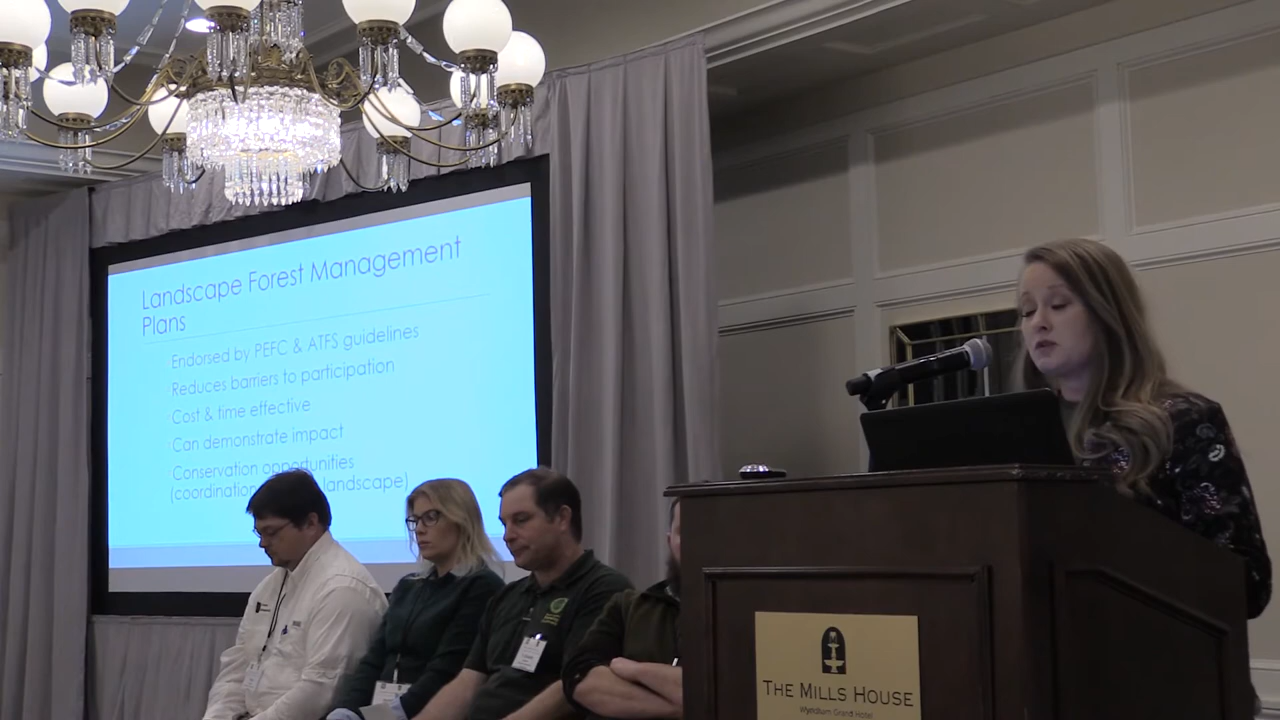 Landscape Forest Management
Plans
Endorsed by PEFC & ATFS guidelines
Reduces barriers to participation
Cost & time effective
Can demonstrate impact
Conservation opportunities
(coordination landscape)
THE MILLS HOUSE
Wyndham Grand Hotel